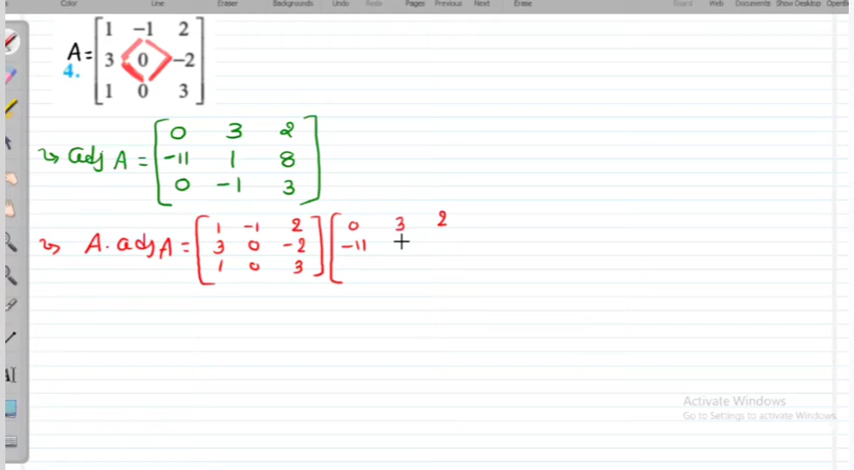 Color Line Eraser Backgrounds Undo Redo Pages Previous Next Erase Board Web Documents Show Desktop
A = [1 −1 2
3 0 −2
1 0 3]
4.
adj A = [0 3 2
−11 1 8
0 −1 3]
A. adj A = [1 −1 2 [0 3 2
3 0 −2 −11
1 0 3]
AI
Activate Windows
Go to Settings to activate Windows.